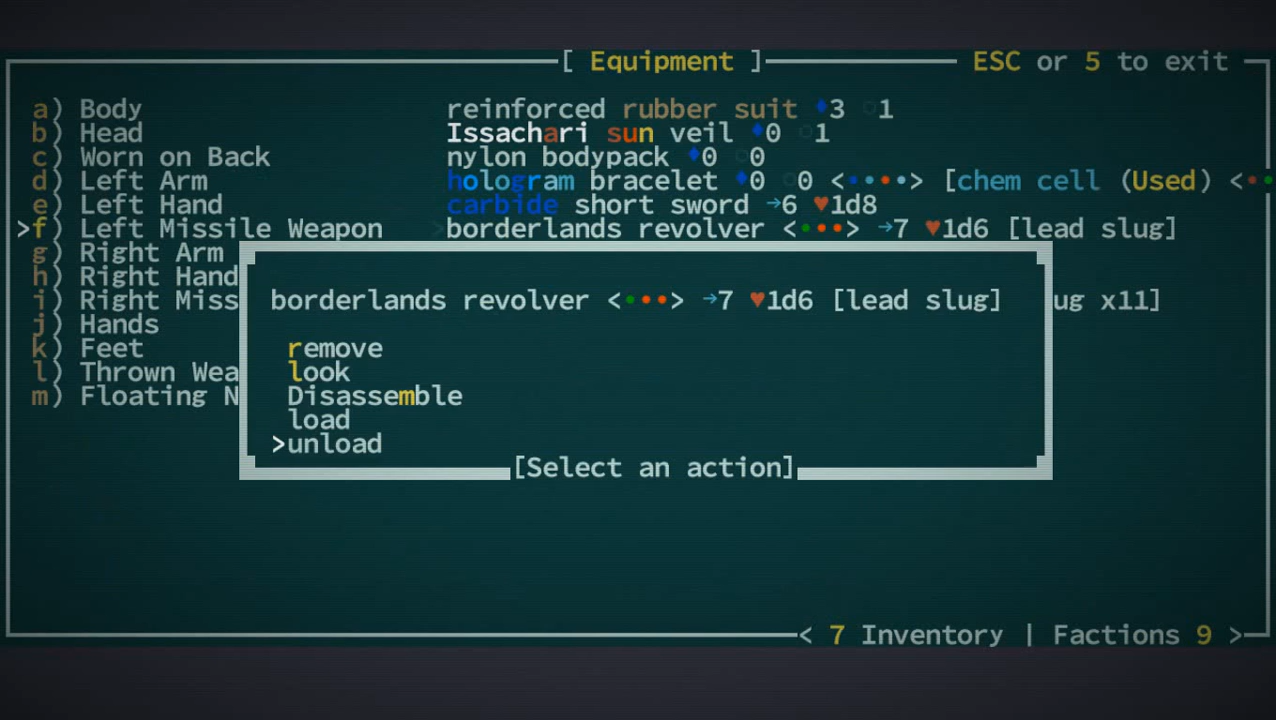 [ Equipment ] ESC or 5 to exit
a) Body reinforced rubber suit ♦3 ○1
b) Head Issachari sun veil ♦0 ○1
c) Worn on Back nylon bodypack ♦0 ○0
d) Left Arm hologram bracelet ♦0 ○0 <••••> [chem cell (Used) <••
e) Left Hand carbide short sword →6 ♥1d8
>f) Left Missile Weapon >borderlands revolver <•••> →7 ♥1d6 [lead slug]
g) Right Arm
h) Right Hand
i) Right Miss ug x11]
j) Hands
k) Feet
l) Thrown Wea
m) Floating N
borderlands revolver <•••> →7 ♥1d6 [lead slug]
remove
look
Disassemble
load
>unload
[Select an action]
< 7 Inventory | Factions 9 >